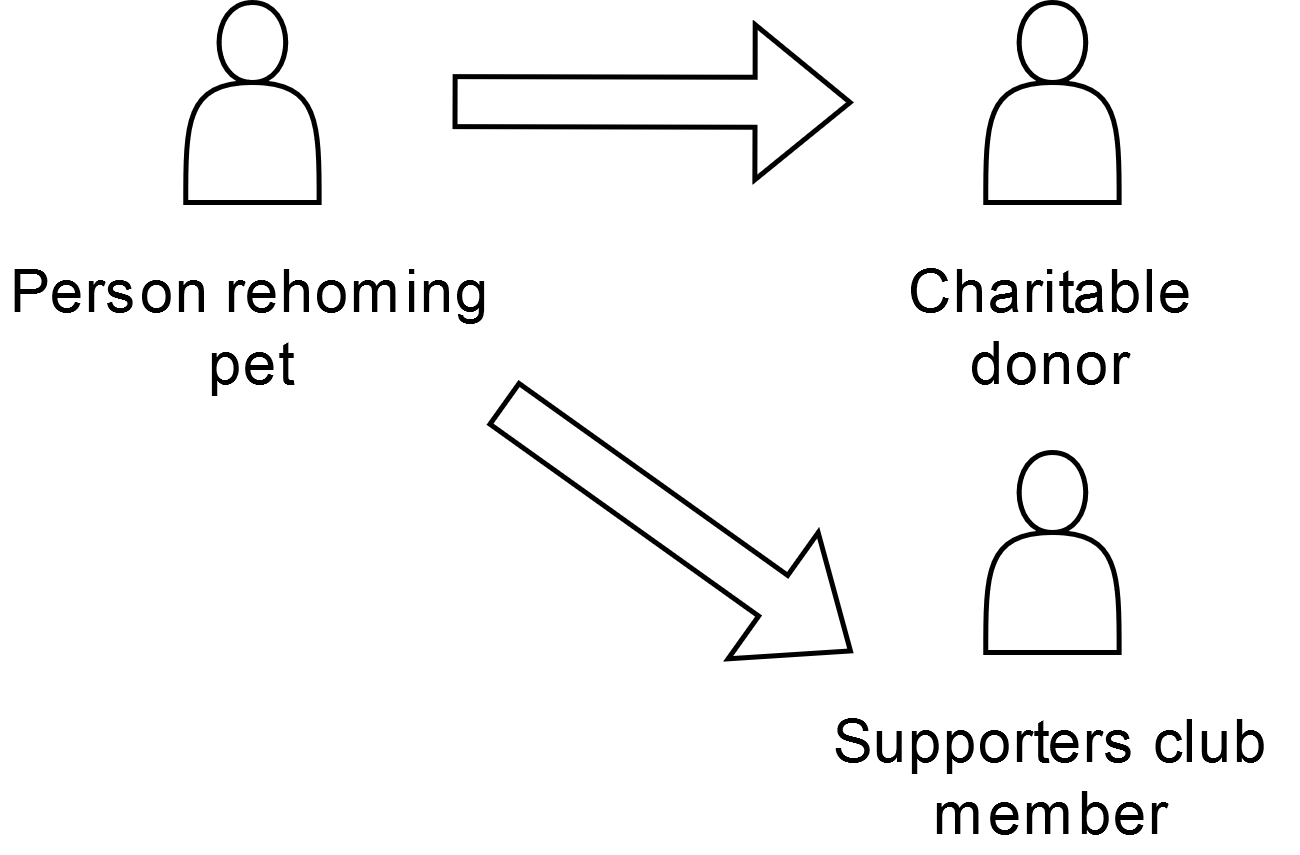 Person rehoming
pet
Charitable
donor
Supporters club
member